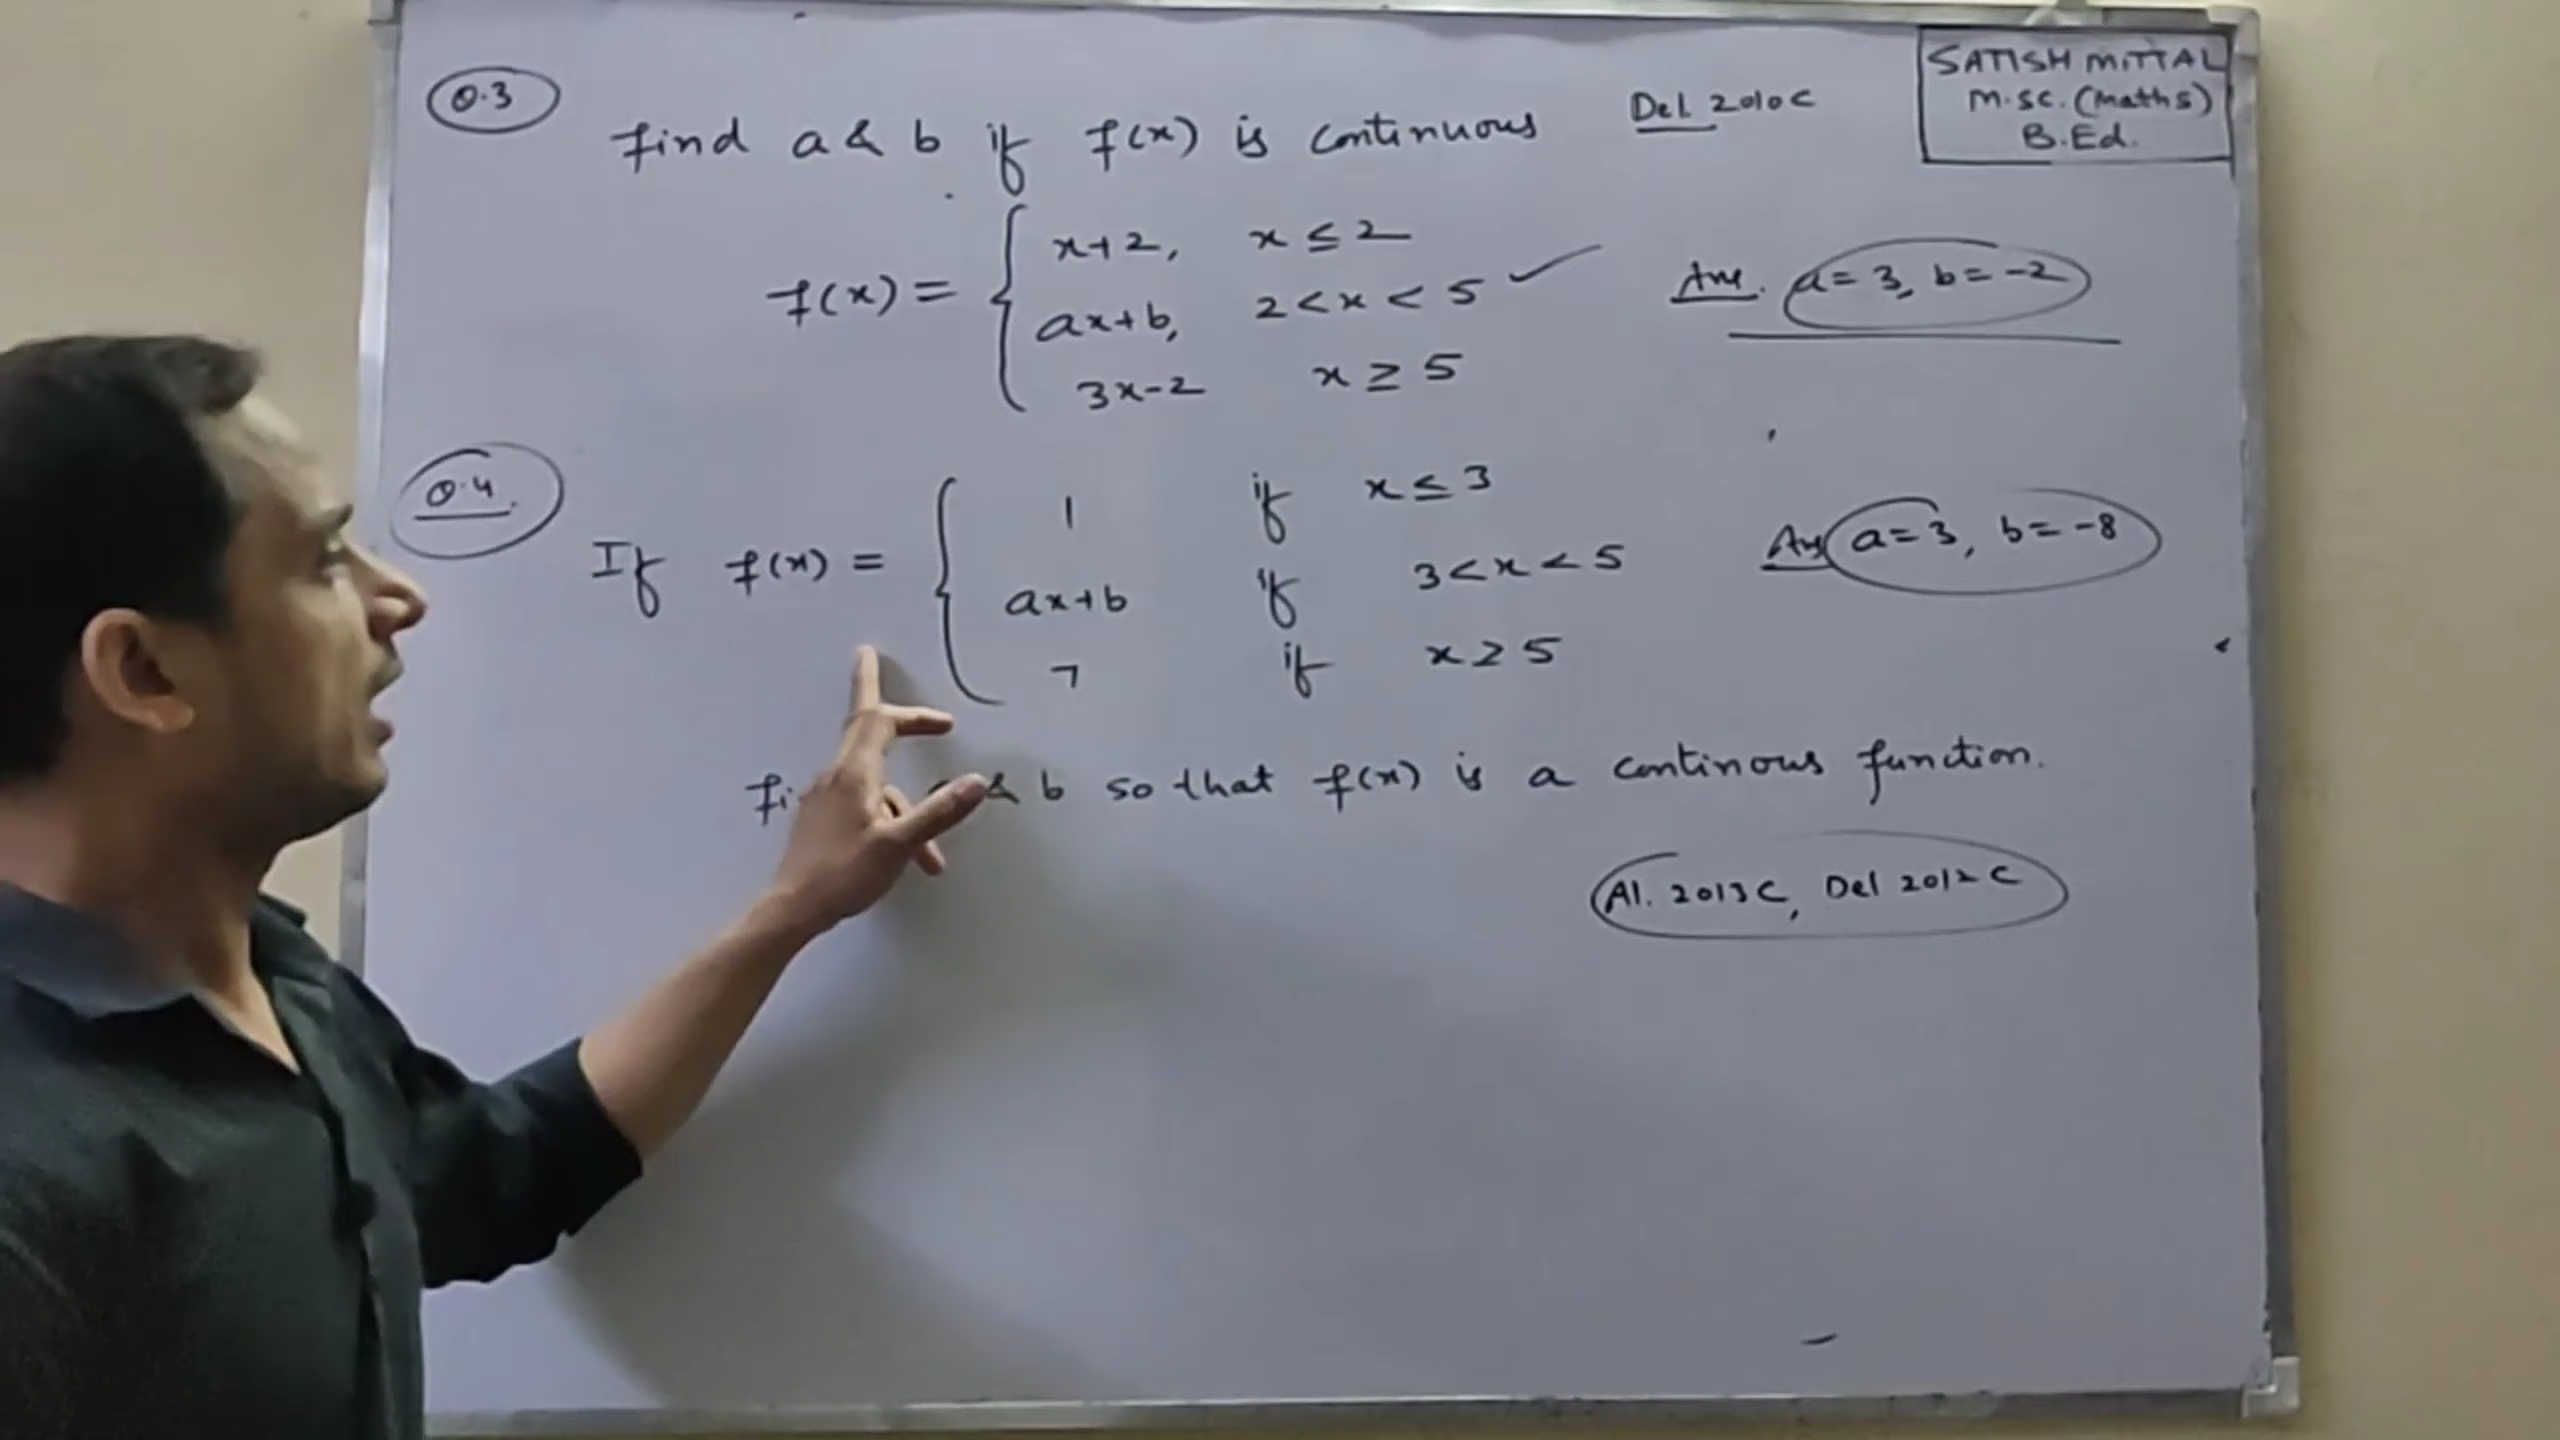 Q.3
find a & b if f(x) is continuous
Del 2010C
SATISH MITTAL
M.Sc. (Maths)
B.Ed.
f(x) = { x+2, x ≤ 2
ax+b, 2 < x < 5 ✓
3x-2 x ≥ 5
Ans. a=3, b=-2
Q.4
If f(x) = { 1 if x ≤ 3
ax+b if 3 < x < 5
7 if x ≥ 5
Ans a=3, b=-8
& b so that f(x) is a continous function.
AI. 2013C, Del 2012C